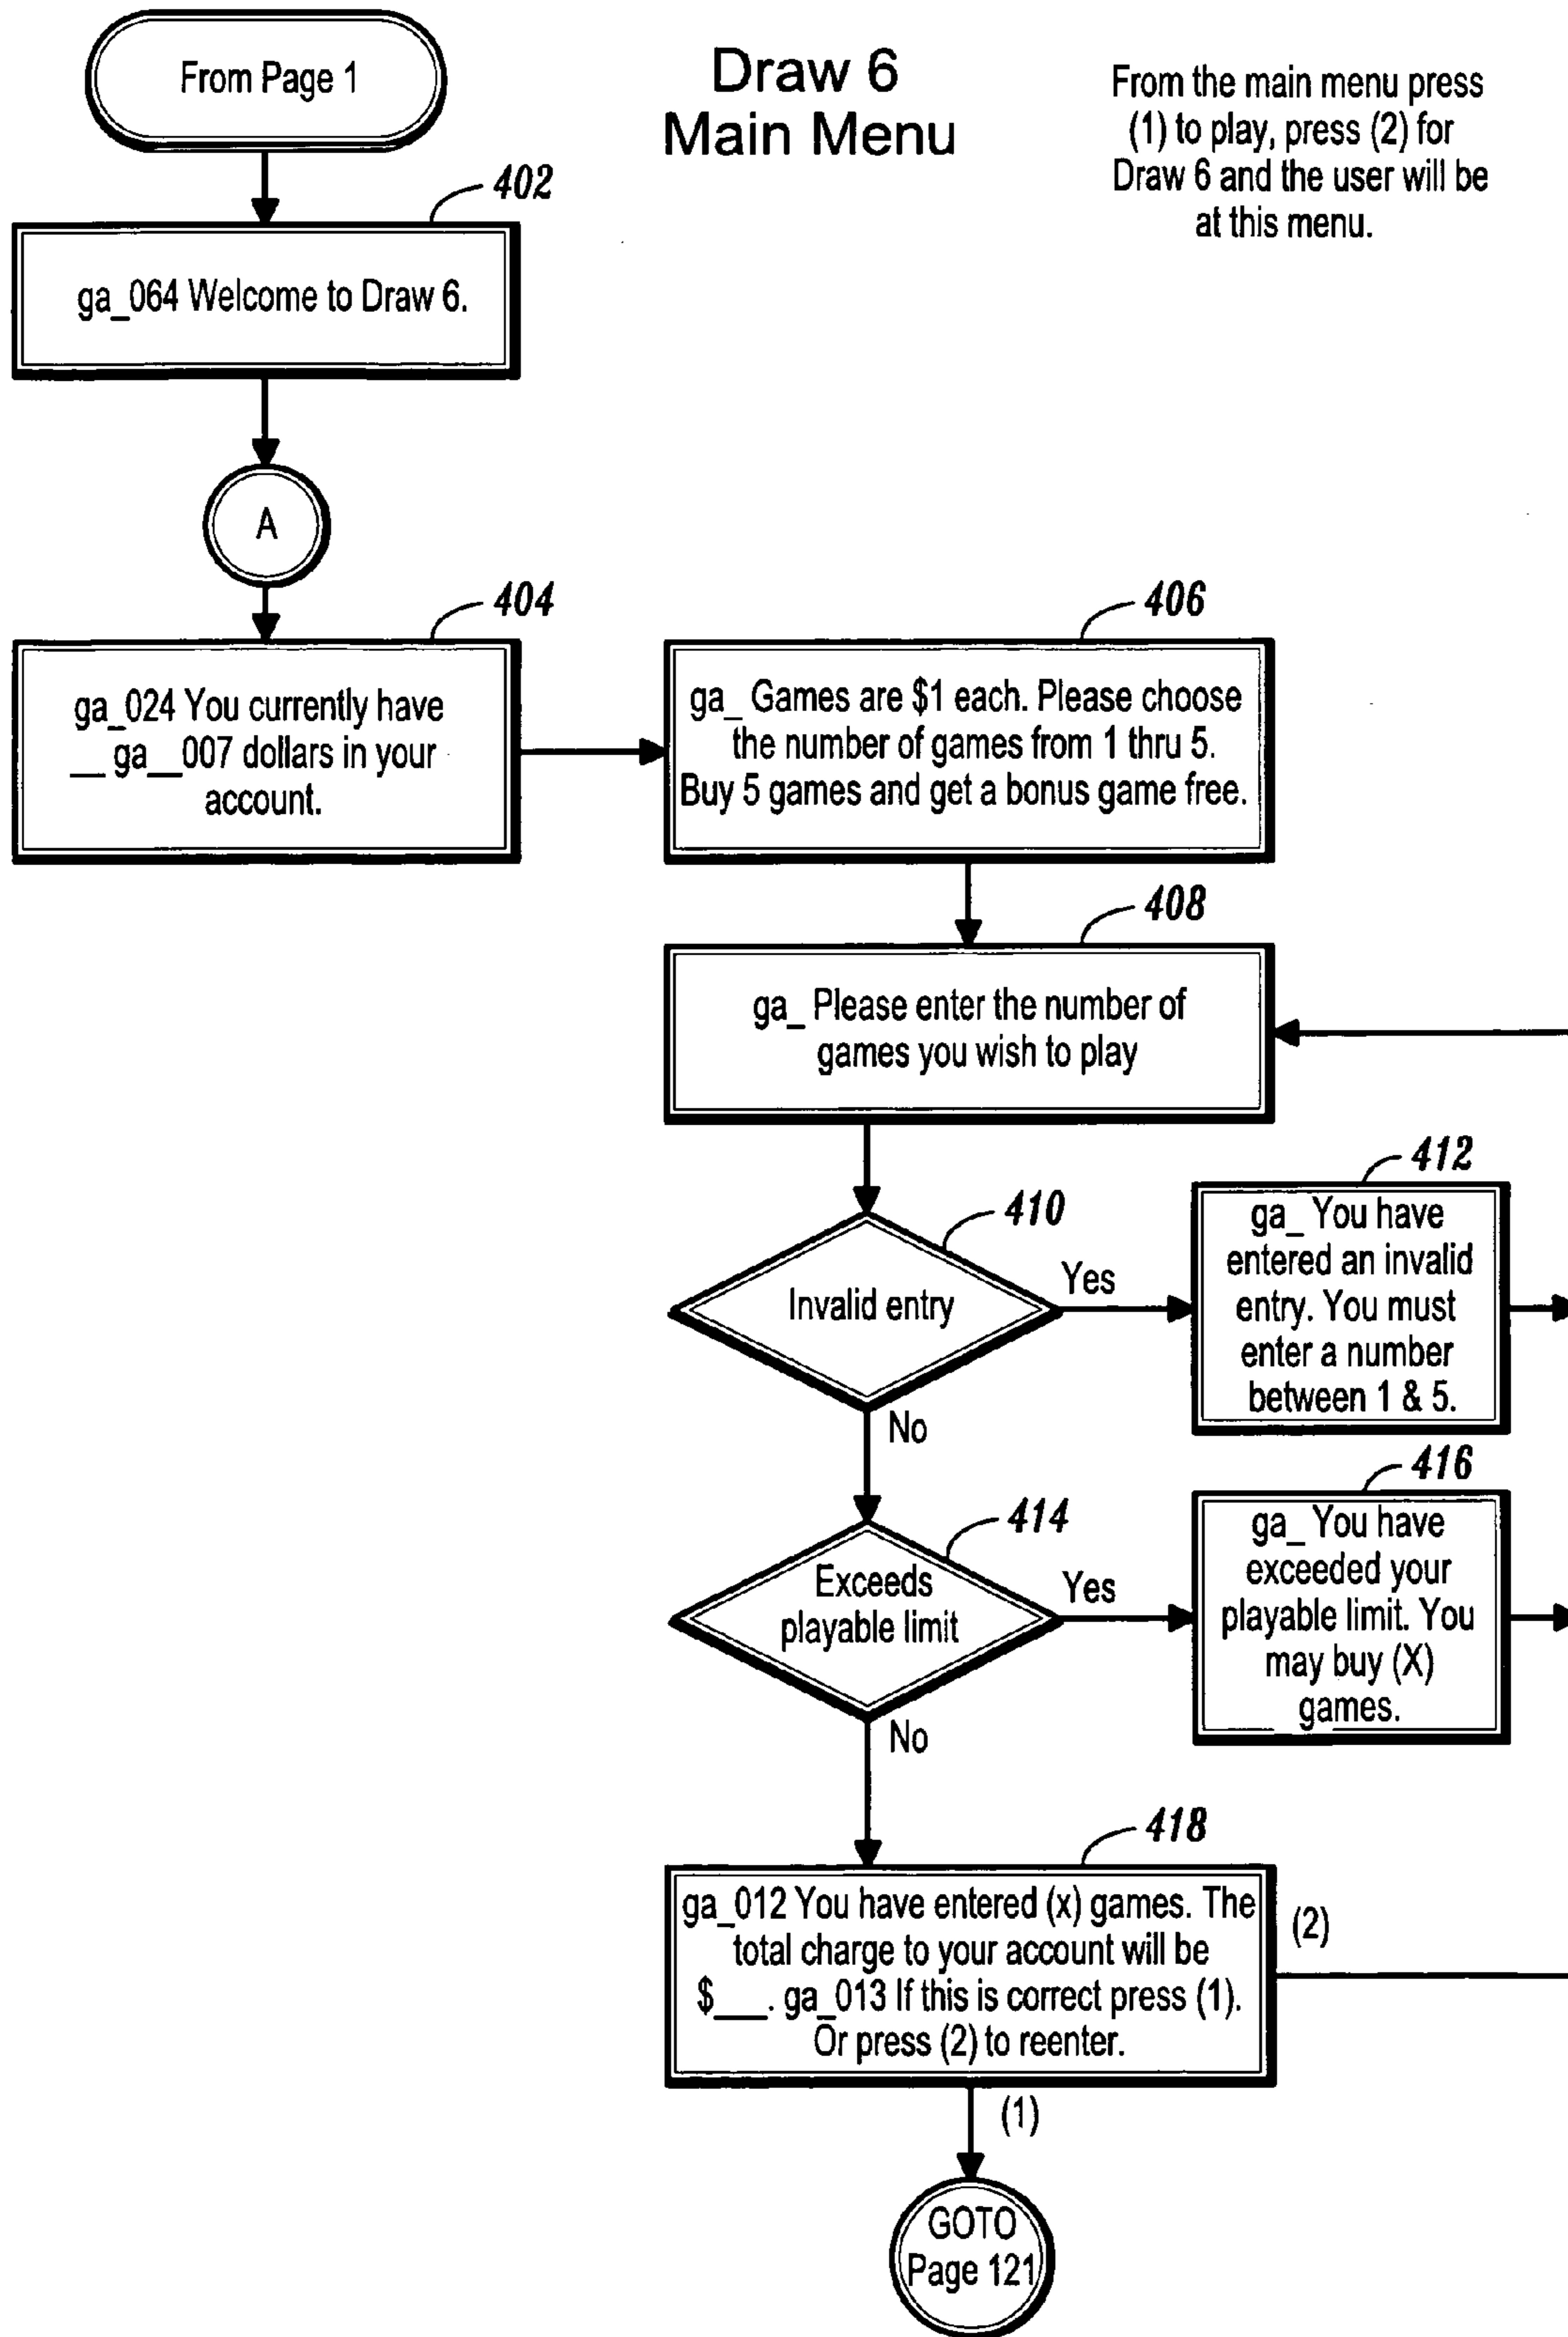 From Page 1
Draw 6
Main Menu
From the main menu press
(1) to play, press (2) for
Draw 6 and the user will be
at this menu.
402
ga_064 Welcome to Draw 6.
A
404
ga_024 You currently have
__ ga__007 dollars in your
account.
406
ga_ Games are $1 each. Please choose
the number of games from 1 thru 5.
Buy 5 games and get a bonus game free.
408
ga_ Please enter the number of
games you wish to play
410
Invalid entry
Yes
No
412
ga_ You have
entered an invalid
entry. You must
enter a number
between 1 & 5.
414
Exceeds
playable limit
Yes
No
416
ga_ You have
exceeded your
playable limit. You
may buy (X)
games.
418
ga_012 You have entered (x) games. The
total charge to your account will be
$___. ga_013 If this is correct press (1).
Or press (2) to reenter.
(2)
(1)
GOTO
Page 121